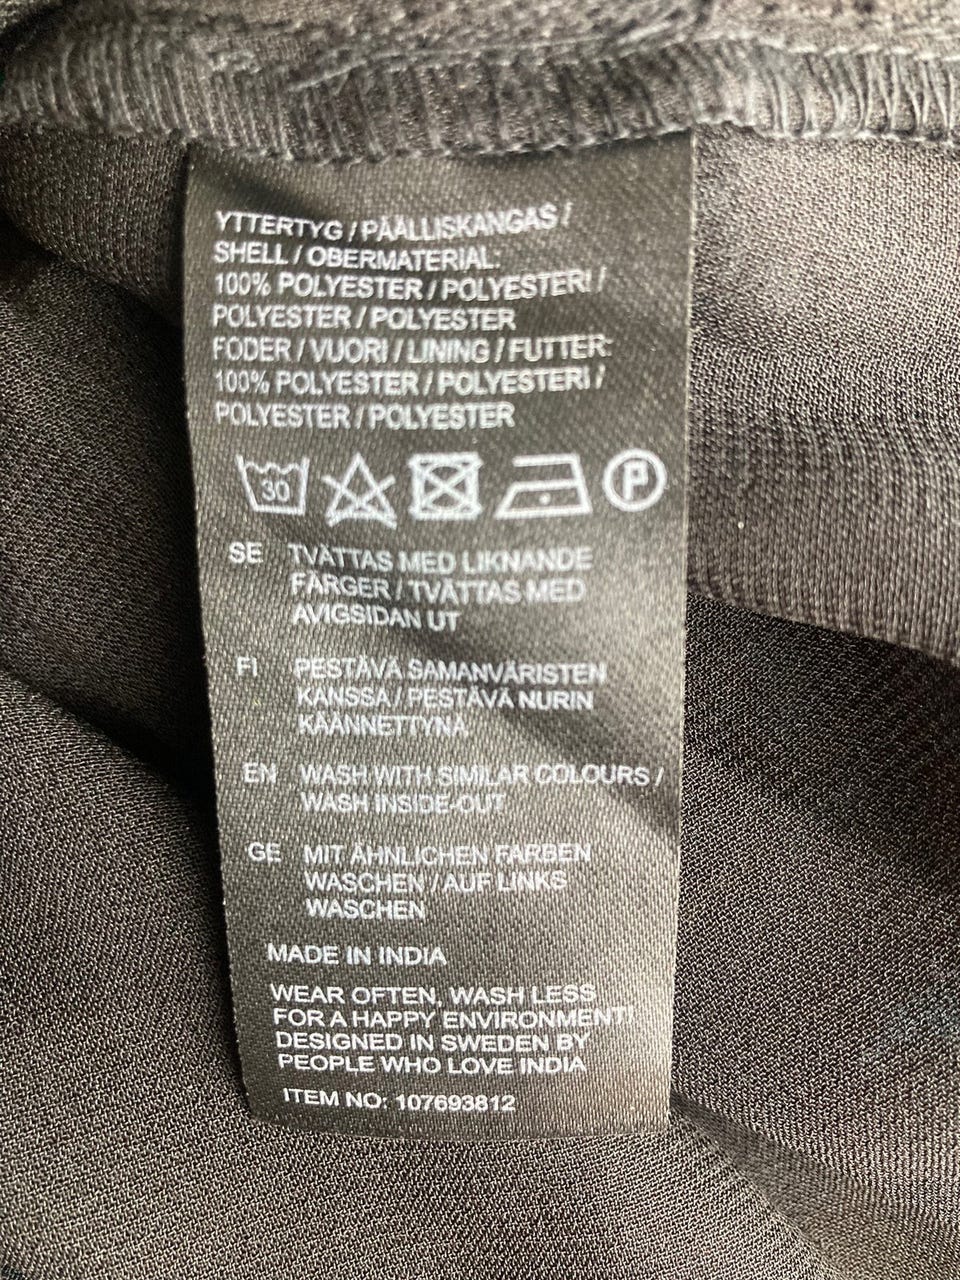 YTTERTYG / PÄÄLLISKANGAS /
SHELL / OBERMATERIAL:
100% POLYESTER / POLYESTERI /
POLYESTER / POLYESTER
FODER / VUORI / LINING / FUTTER:
100% POLYESTER / POLYESTERI /
POLYESTER / POLYESTER
30 P
SE TVÄTTAS MED LIKNANDE
FÄRGER / TVÄTTAS MED
AVIGSIDAN UT
FI PESTÄVÄ SAMANVÄRISTEN
KANSSA / PESTÄVÄ NURIN
KÄÄNNETTYNÄ
EN WASH WITH SIMILAR COLOURS /
WASH INSIDE-OUT
GE MIT ÄHNLICHEN FARBEN
WASCHEN / AUF LINKS
WASCHEN
MADE IN INDIA
WEAR OFTEN, WASH LESS
FOR A HAPPY ENVIRONMENT!
DESIGNED IN SWEDEN BY
PEOPLE WHO LOVE INDIA
ITEM NO: 107693812